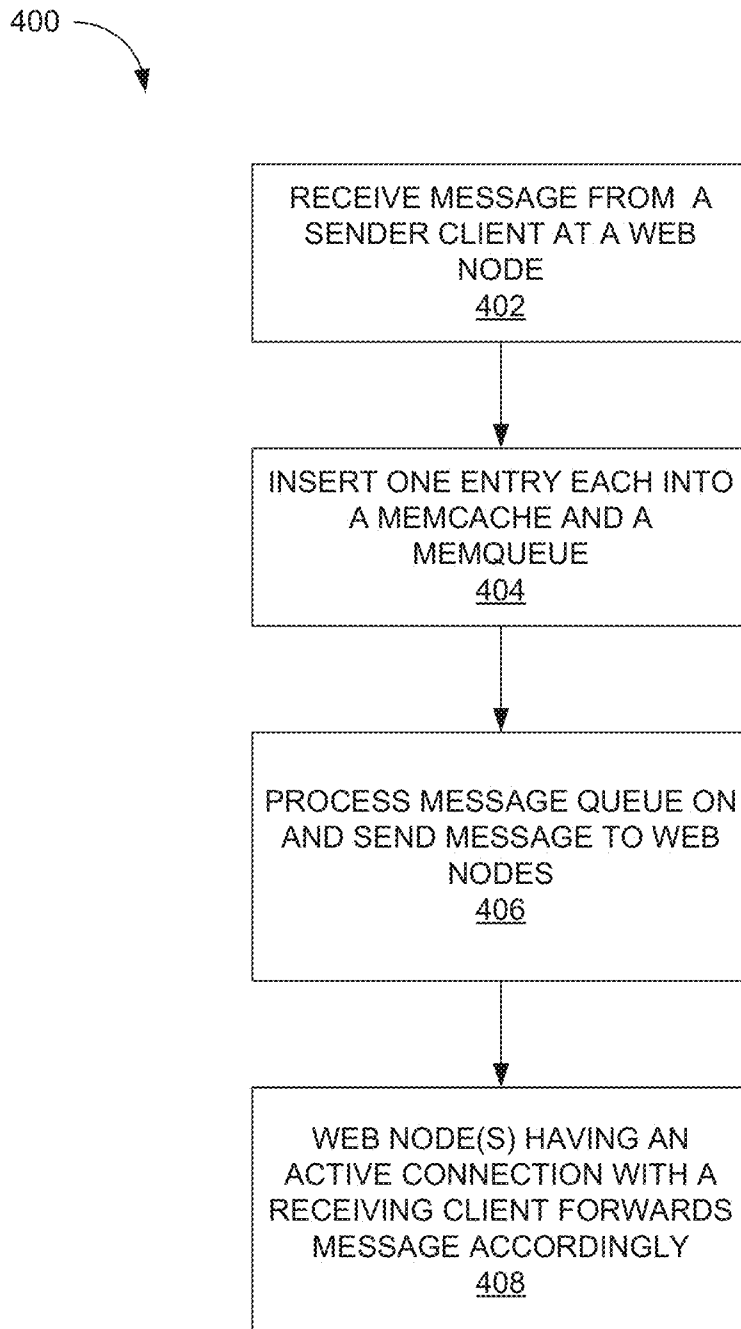 400
RECEIVE MESSAGE FROM A
SENDER CLIENT AT A WEB
NODE
402
INSERT ONE ENTRY EACH INTO
A MEMCACHE AND A
MEMQUEUE
404
PROCESS MESSAGE QUEUE ON
AND SEND MESSAGE TO WEB
NODES
406
WEB NODE(S) HAVING AN
ACTIVE CONNECTION WITH A
RECEIVING CLIENT FORWARDS
MESSAGE ACCORDINGLY
408